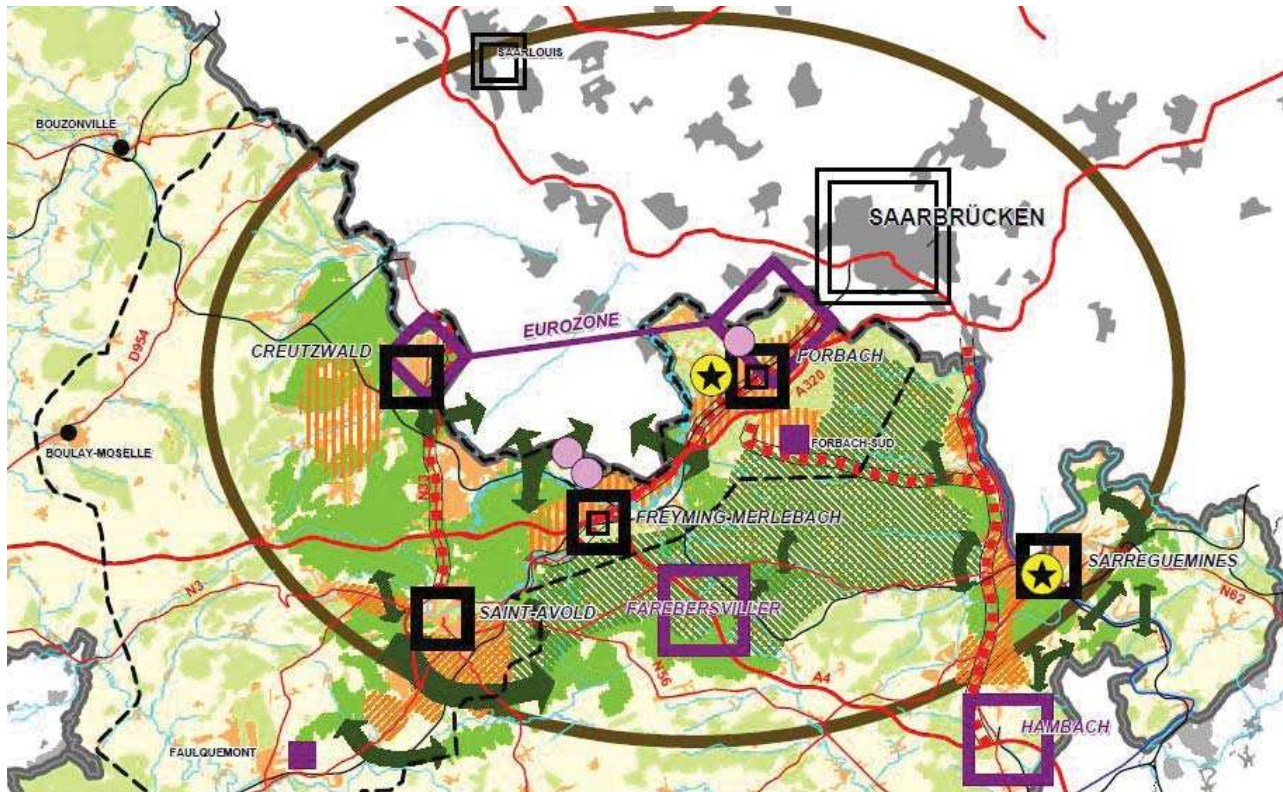 SAARLOUIS
BOUZONVILLE
SAARBRÜCKEN
EUROZONE
CREUTZWALD
FORBACH
D954
A320
BOULAY-MOSELLE
FORBACH-SUD
N33
FREYMING-MERLEBACH
SARREGUEMINES
N3
SAINT-AVOLD
FAREBERSVILLER
N62
N56
A4
HAMBACH
FAULQUEMONT